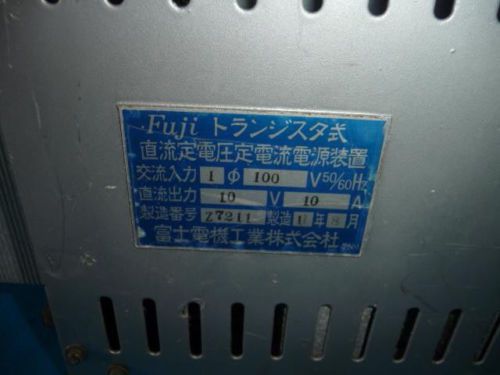 Fuji トランジスタ式
直流定電圧定電流電源装置
交流入力 1 φ 100 V 50/60Hz
直流出力 10 V 10 A
製造番号 Z7211 製造 年 8 月
富士電機工業株式会社